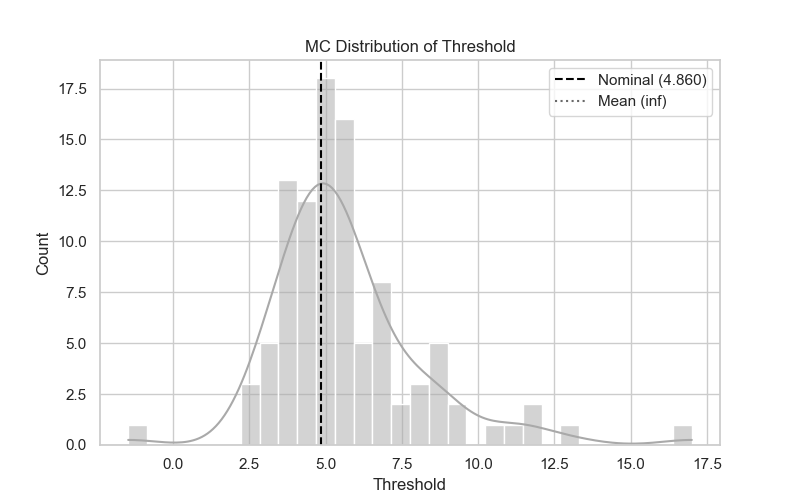 MC Distribution of Threshold
17.5
15.0
12.5
10.0
7.5
5.0
2.5
0.0
Count
Nominal (4.860)
Mean (inf)
0.0 2.5 5.0 7.5 10.0 12.5 15.0 17.5
Threshold